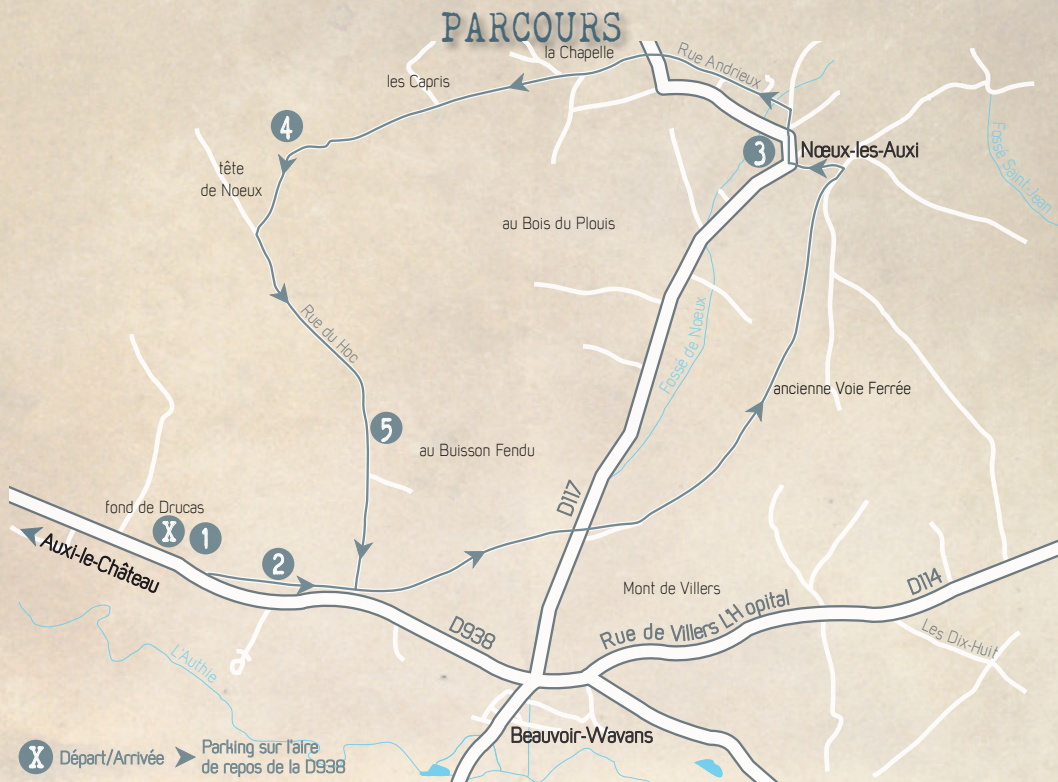 PARCOURS
la Chapelle
Rue Andrieux
les Capris
4
3
Nœux-les-Auxi
Fossé Saint-Jean
tête
de Noeux
au Bois du Plouis
Rue du Hoc
Fossé de Noeux
ancienne Voie Ferrée
5
au Buisson Fendu
D117
fond de Drucas
X
1
Auxi-le-Château
2
Mont de Villers
D114
D938
Rue de Villers L'H opital
Les Dix-Huit
L'Authie
Beauvoir-Wavans
X Départ/Arrivée
Parking sur l'aire
de repos de la D938